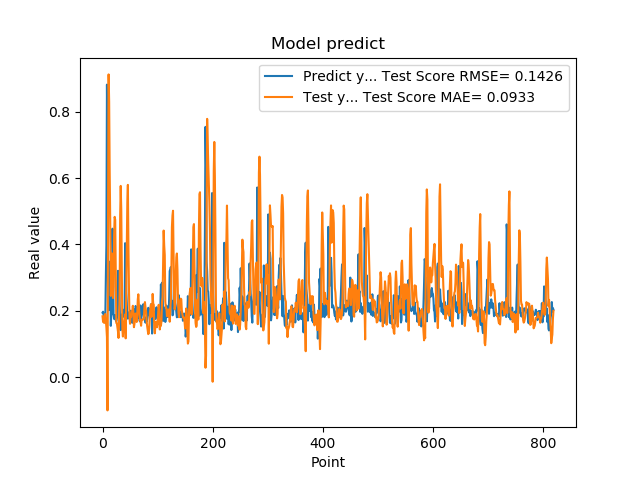 Model predict
Predict y... Test Score RMSE= 0.1426
Test y... Test Score MAE= 0.0933
0.8
0.6
0.4
0.2
0.0
Real value
0
200
400
600
800
Point